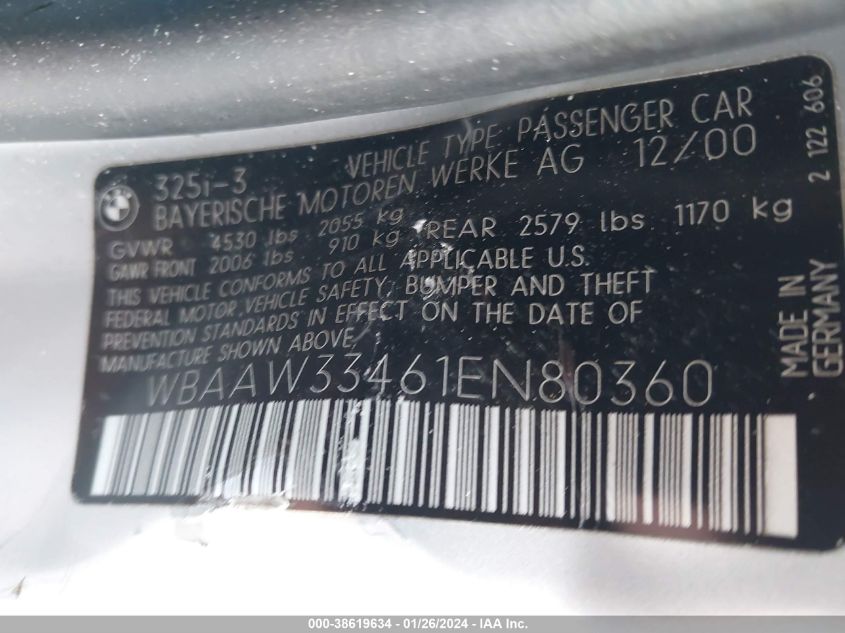 325i-3 VEHICLE TYPE: PASSENGER CAR
BAYERISCHE MOTOREN WERKE AG 12/00
GVWR 4530 lbs 2055 kg
GAWR FRONT 2006 lbs 910 kg REAR 2579 lbs 1170 kg
THIS VEHICLE CONFORMS TO ALL APPLICABLE U.S.
FEDERAL MOTOR VEHICLE SAFETY, BUMPER AND THEFT
PREVENTION STANDARDS IN EFFECT ON THE DATE OF
MANUFACTURE SHOWN ABOVE.
WBAAW33461EN80360
2 122 606
MADE IN
GERMANY
000-38619634 - 01/26/2024 - IAA Inc.